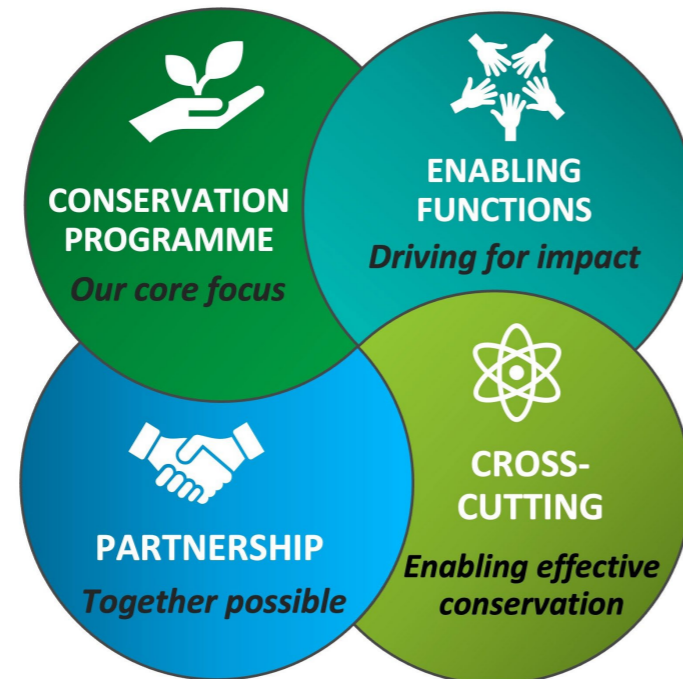 CONSERVATION
PROGRAMME
Our core focus
ENABLING
FUNCTIONS
Driving for impact
PARTNERSHIP
Together possible
CROSS-
CUTTING
Enabling effective
conservation